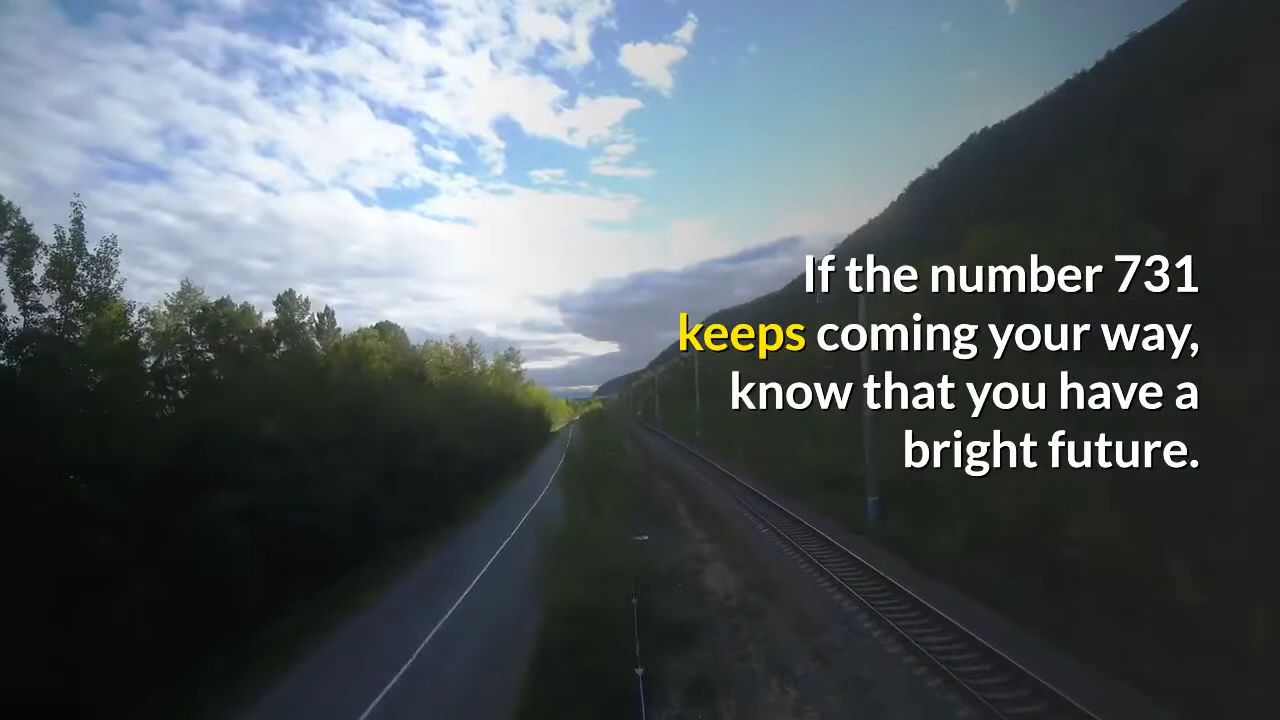 If the number 731
keeps coming your way,
know that you have a
bright future.